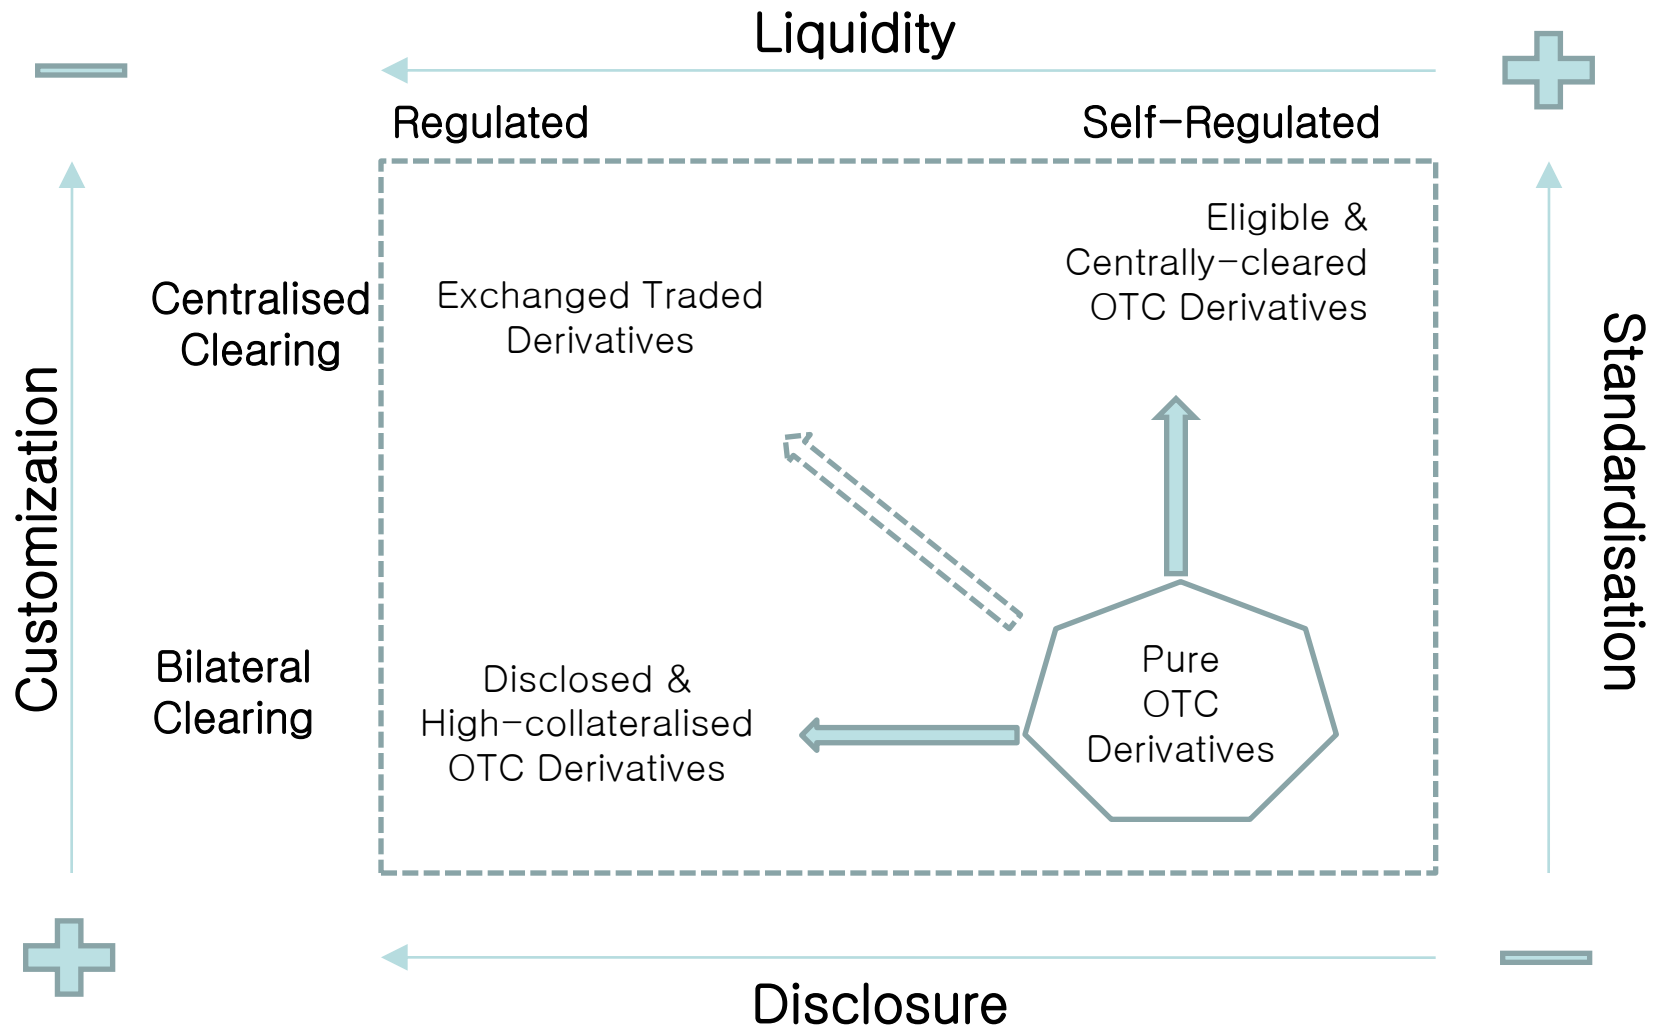 Liquidity
Regulated
Self-Regulated
Eligible &
Centrally-cleared
OTC Derivatives
Centralised
Clearing
Exchanged Traded
Derivatives
Customization
Standardisation
Bilateral
Clearing
Disclosed &
High-collateralised
OTC Derivatives
Pure
OTC
Derivatives
Disclosure